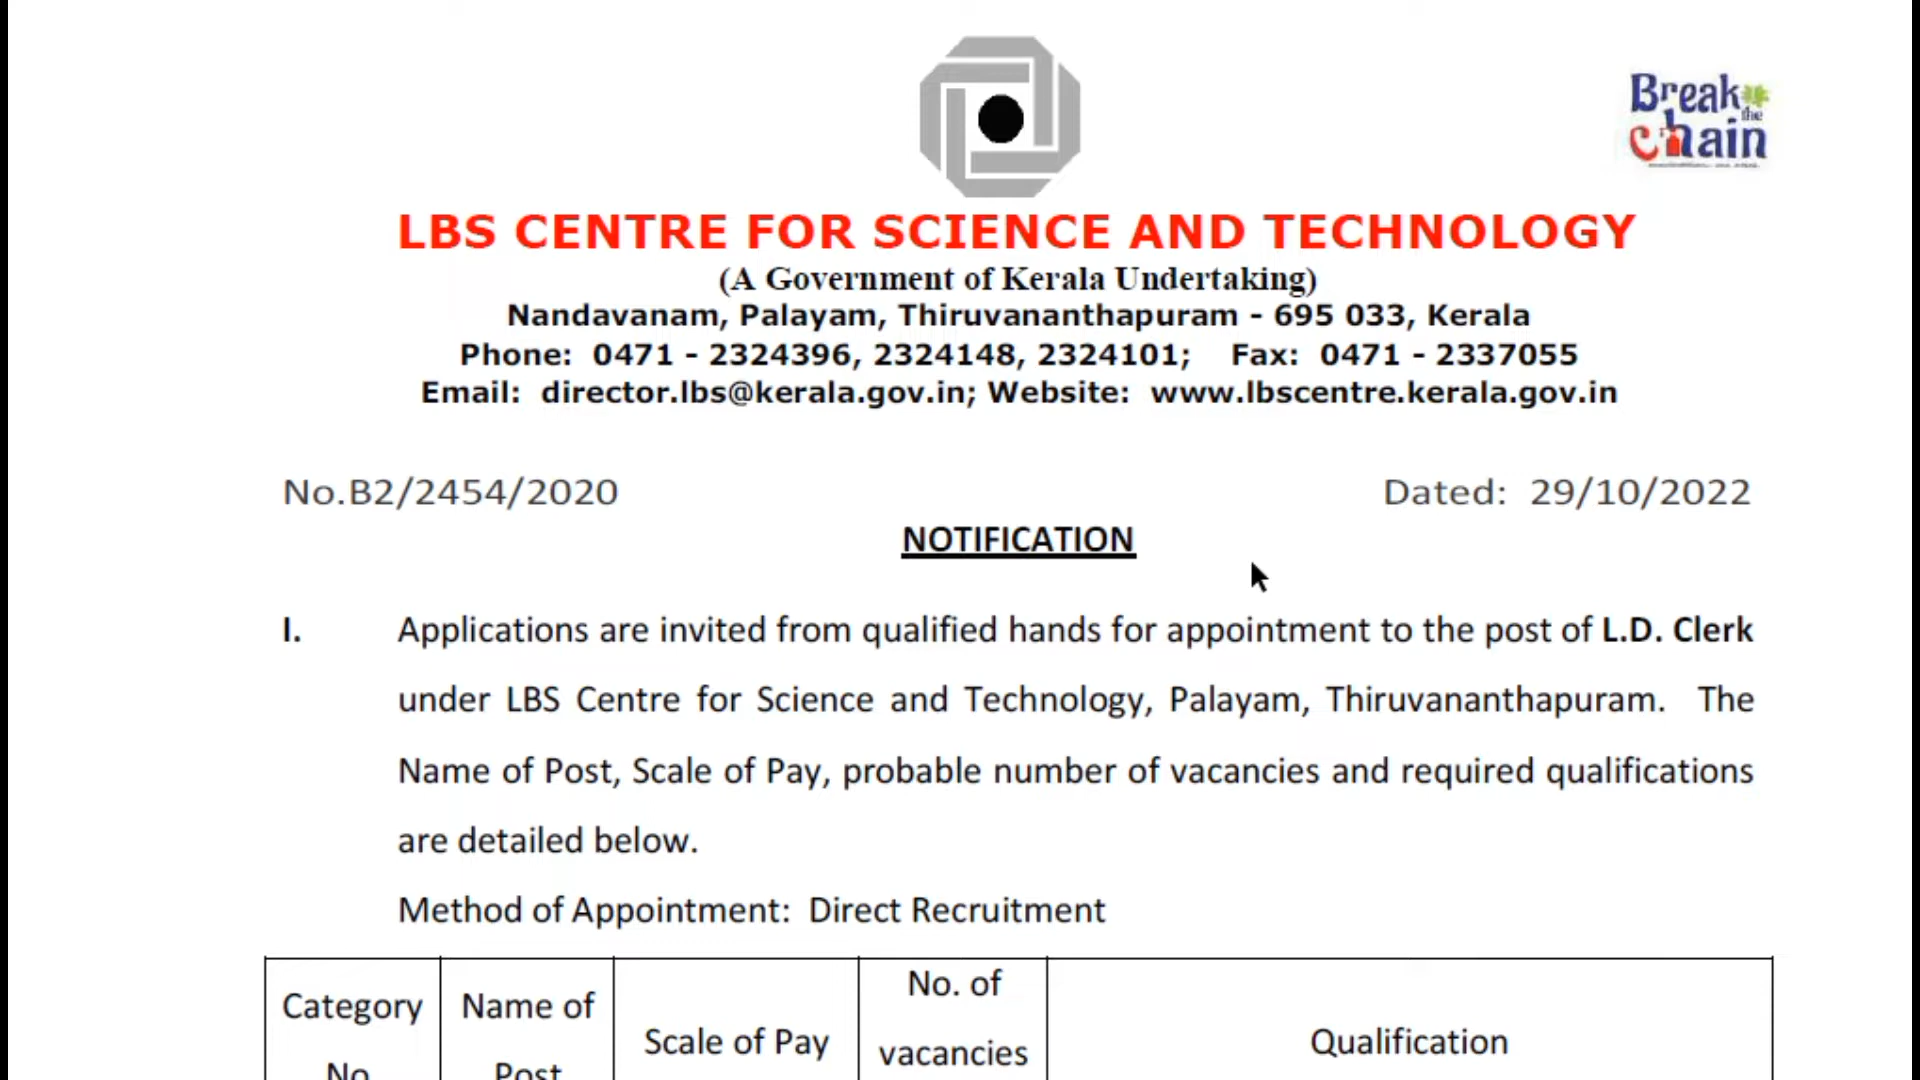 Break
the
chain
LBS CENTRE FOR SCIENCE AND TECHNOLOGY
(A Government of Kerala Undertaking)
Nandavanam, Palayam, Thiruvananthapuram - 695 033, Kerala
Phone: 0471 - 2324396, 2324148, 2324101; Fax: 0471 - 2337055
Email: director.lbs@kerala.gov.in; Website: www.lbscentre.kerala.gov.in
No.B2/2454/2020 Dated: 29/10/2022
NOTIFICATION
I. Applications are invited from qualified hands for appointment to the post of L.D. Clerk
under LBS Centre for Science and Technology, Palayam, Thiruvananthapuram. The
Name of Post, Scale of Pay, probable number of vacancies and required qualifications
are detailed below.
Method of Appointment: Direct Recruitment
Category No
Name of Post
Scale of Pay
No. of vacancies
Qualification